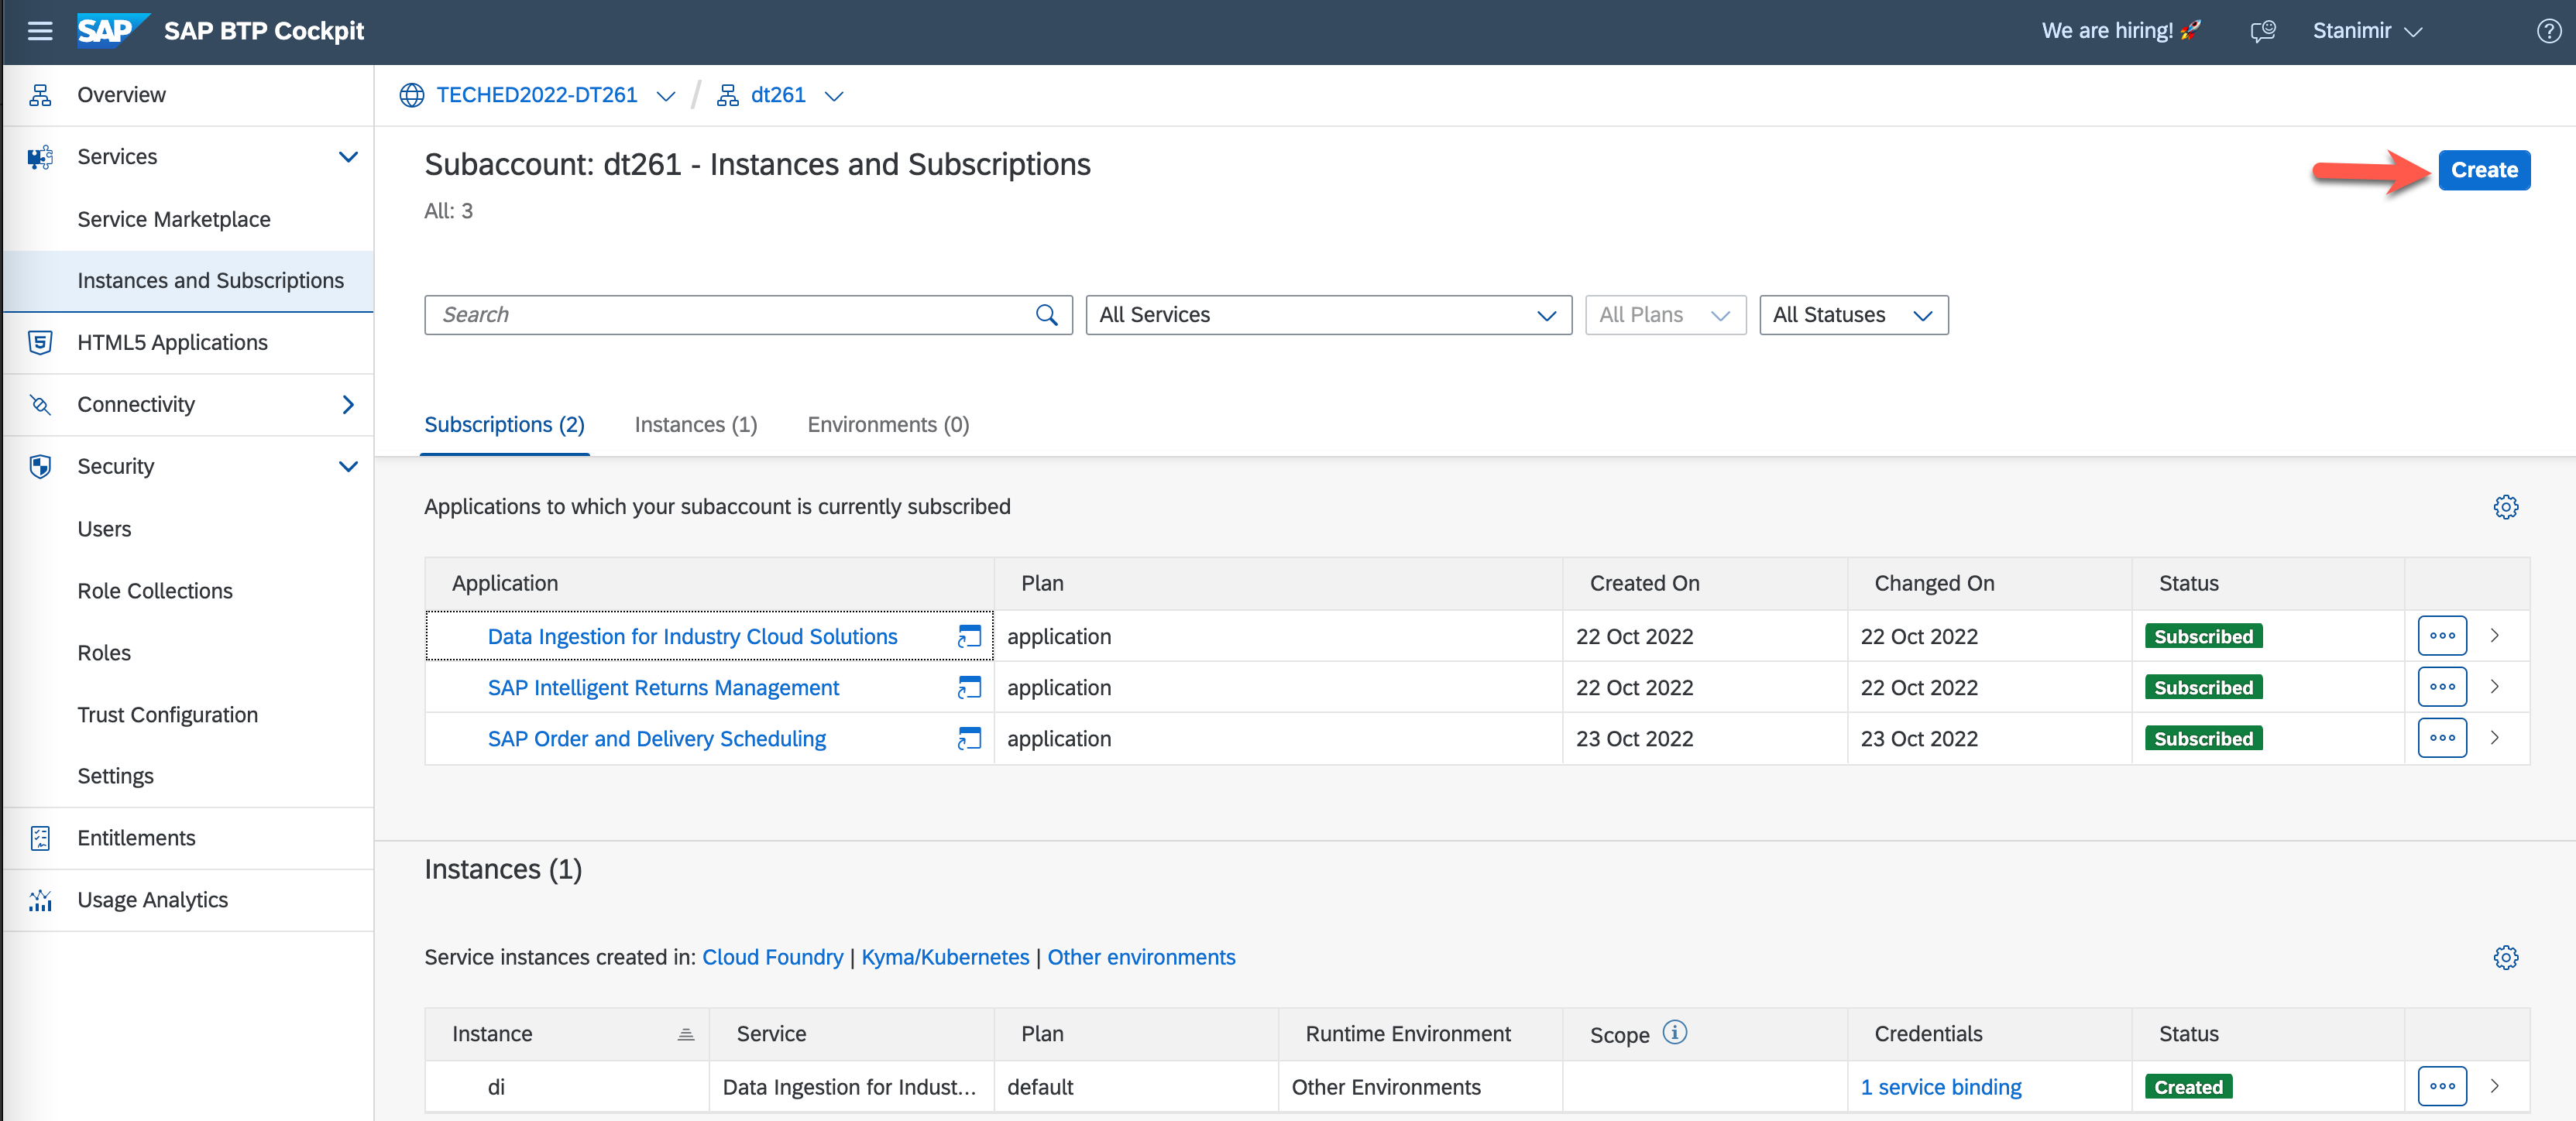 SAP SAP BTP Cockpit We are hiring! 🚀 Stanimir
Overview
Services
Service Marketplace
Instances and Subscriptions
HTML5 Applications
Connectivity
Security
Users
Role Collections
Roles
Trust Configuration
Settings
Entitlements
Usage Analytics
TECHED2022-DT261 / dt261
Subaccount: dt261 - Instances and Subscriptions
Create
All: 3
Search All Services All Plans All Statuses
Subscriptions (2) Instances (1) Environments (0)
Applications to which your subaccount is currently subscribed
Application Plan Created On Changed On Status
Data Ingestion for Industry Cloud Solutions application 22 Oct 2022 22 Oct 2022 Subscribed
SAP Intelligent Returns Management application 22 Oct 2022 22 Oct 2022 Subscribed
SAP Order and Delivery Scheduling application 23 Oct 2022 23 Oct 2022 Subscribed
Instances (1)
Service instances created in: Cloud Foundry | Kyma/Kubernetes | Other environments
Instance Service Plan Runtime Environment Scope Credentials Status
di Data Ingestion for Indust... default Other Environments 1 service binding Created